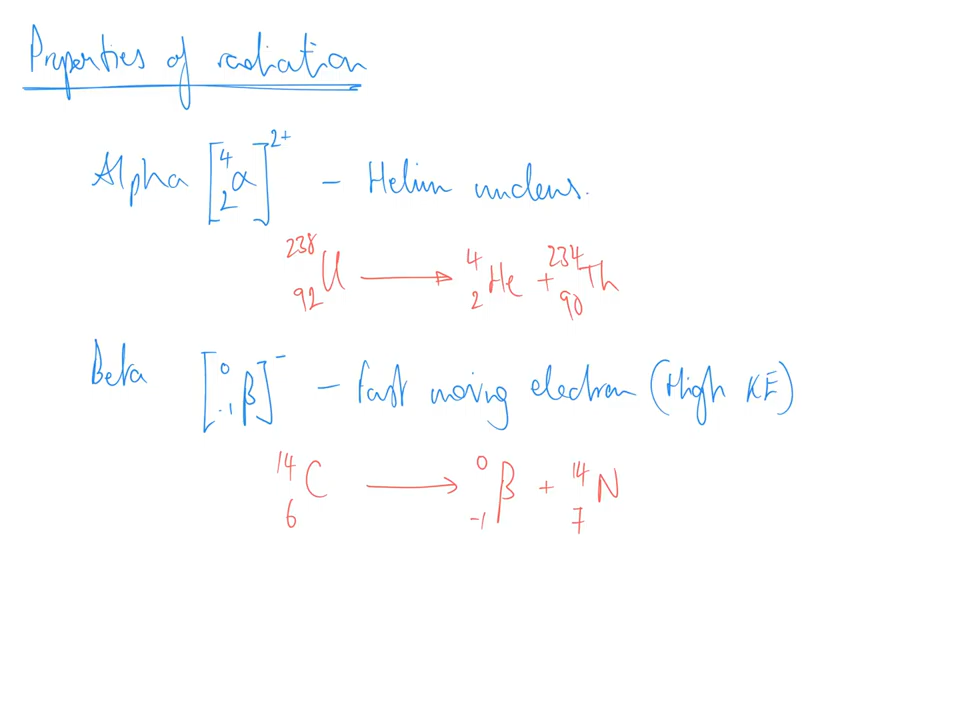 Properties of radiation
Alpha [⁴₂α]²⁺ – Helium nucleus.
²³⁸₉₂U ⟶ ⁴₂He + ²³⁴₉₀Th
Beta [⁰₋₁β]⁻ – Fast moving electron (High KE)
¹⁴₆C ⟶ ⁰₋₁β + ¹⁴₇N